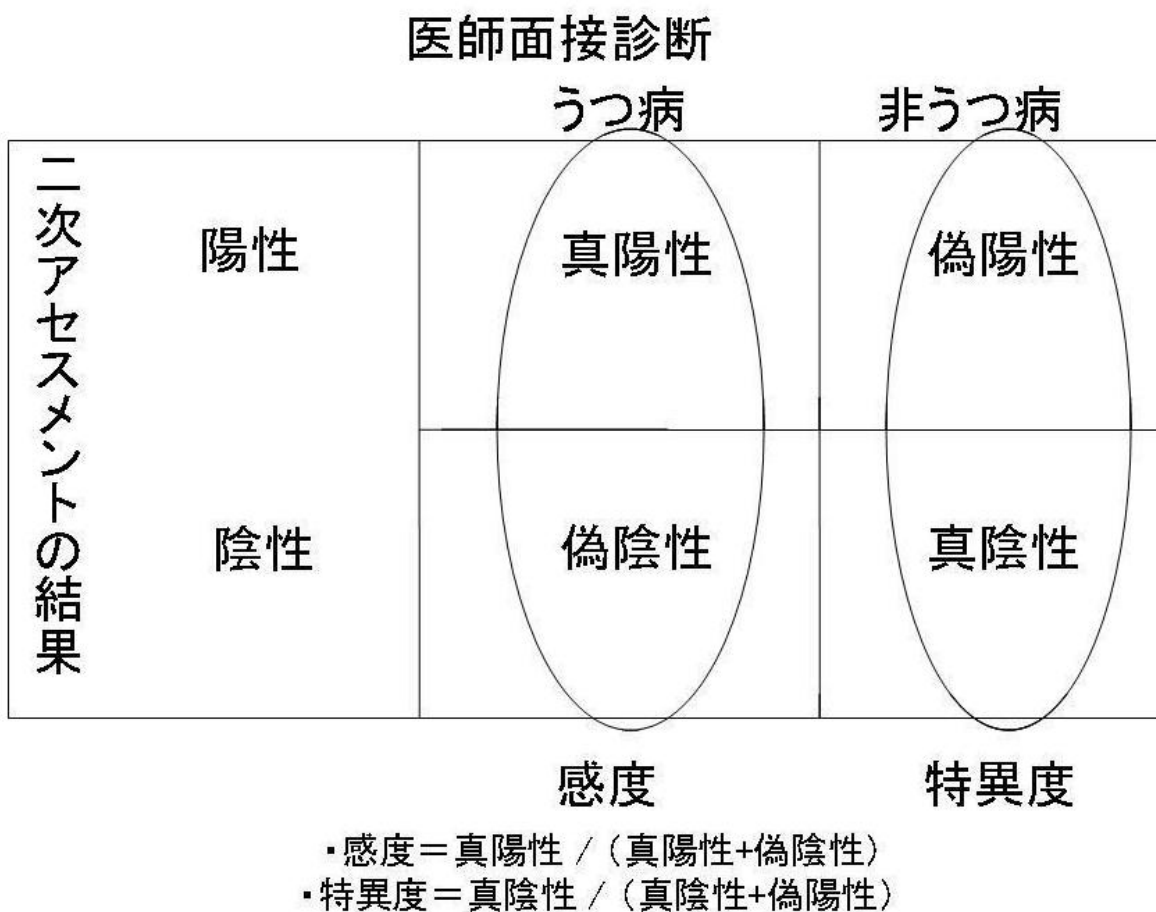 医師面接診断
うつ病 非うつ病
二次アセスメントの結果
陽性 真陽性 偽陽性
陰性 偽陰性 真陰性
感度 特異度
・感度＝真陽性 / （真陽性+偽陰性）
・特異度＝真陰性 / （真陰性+偽陽性）